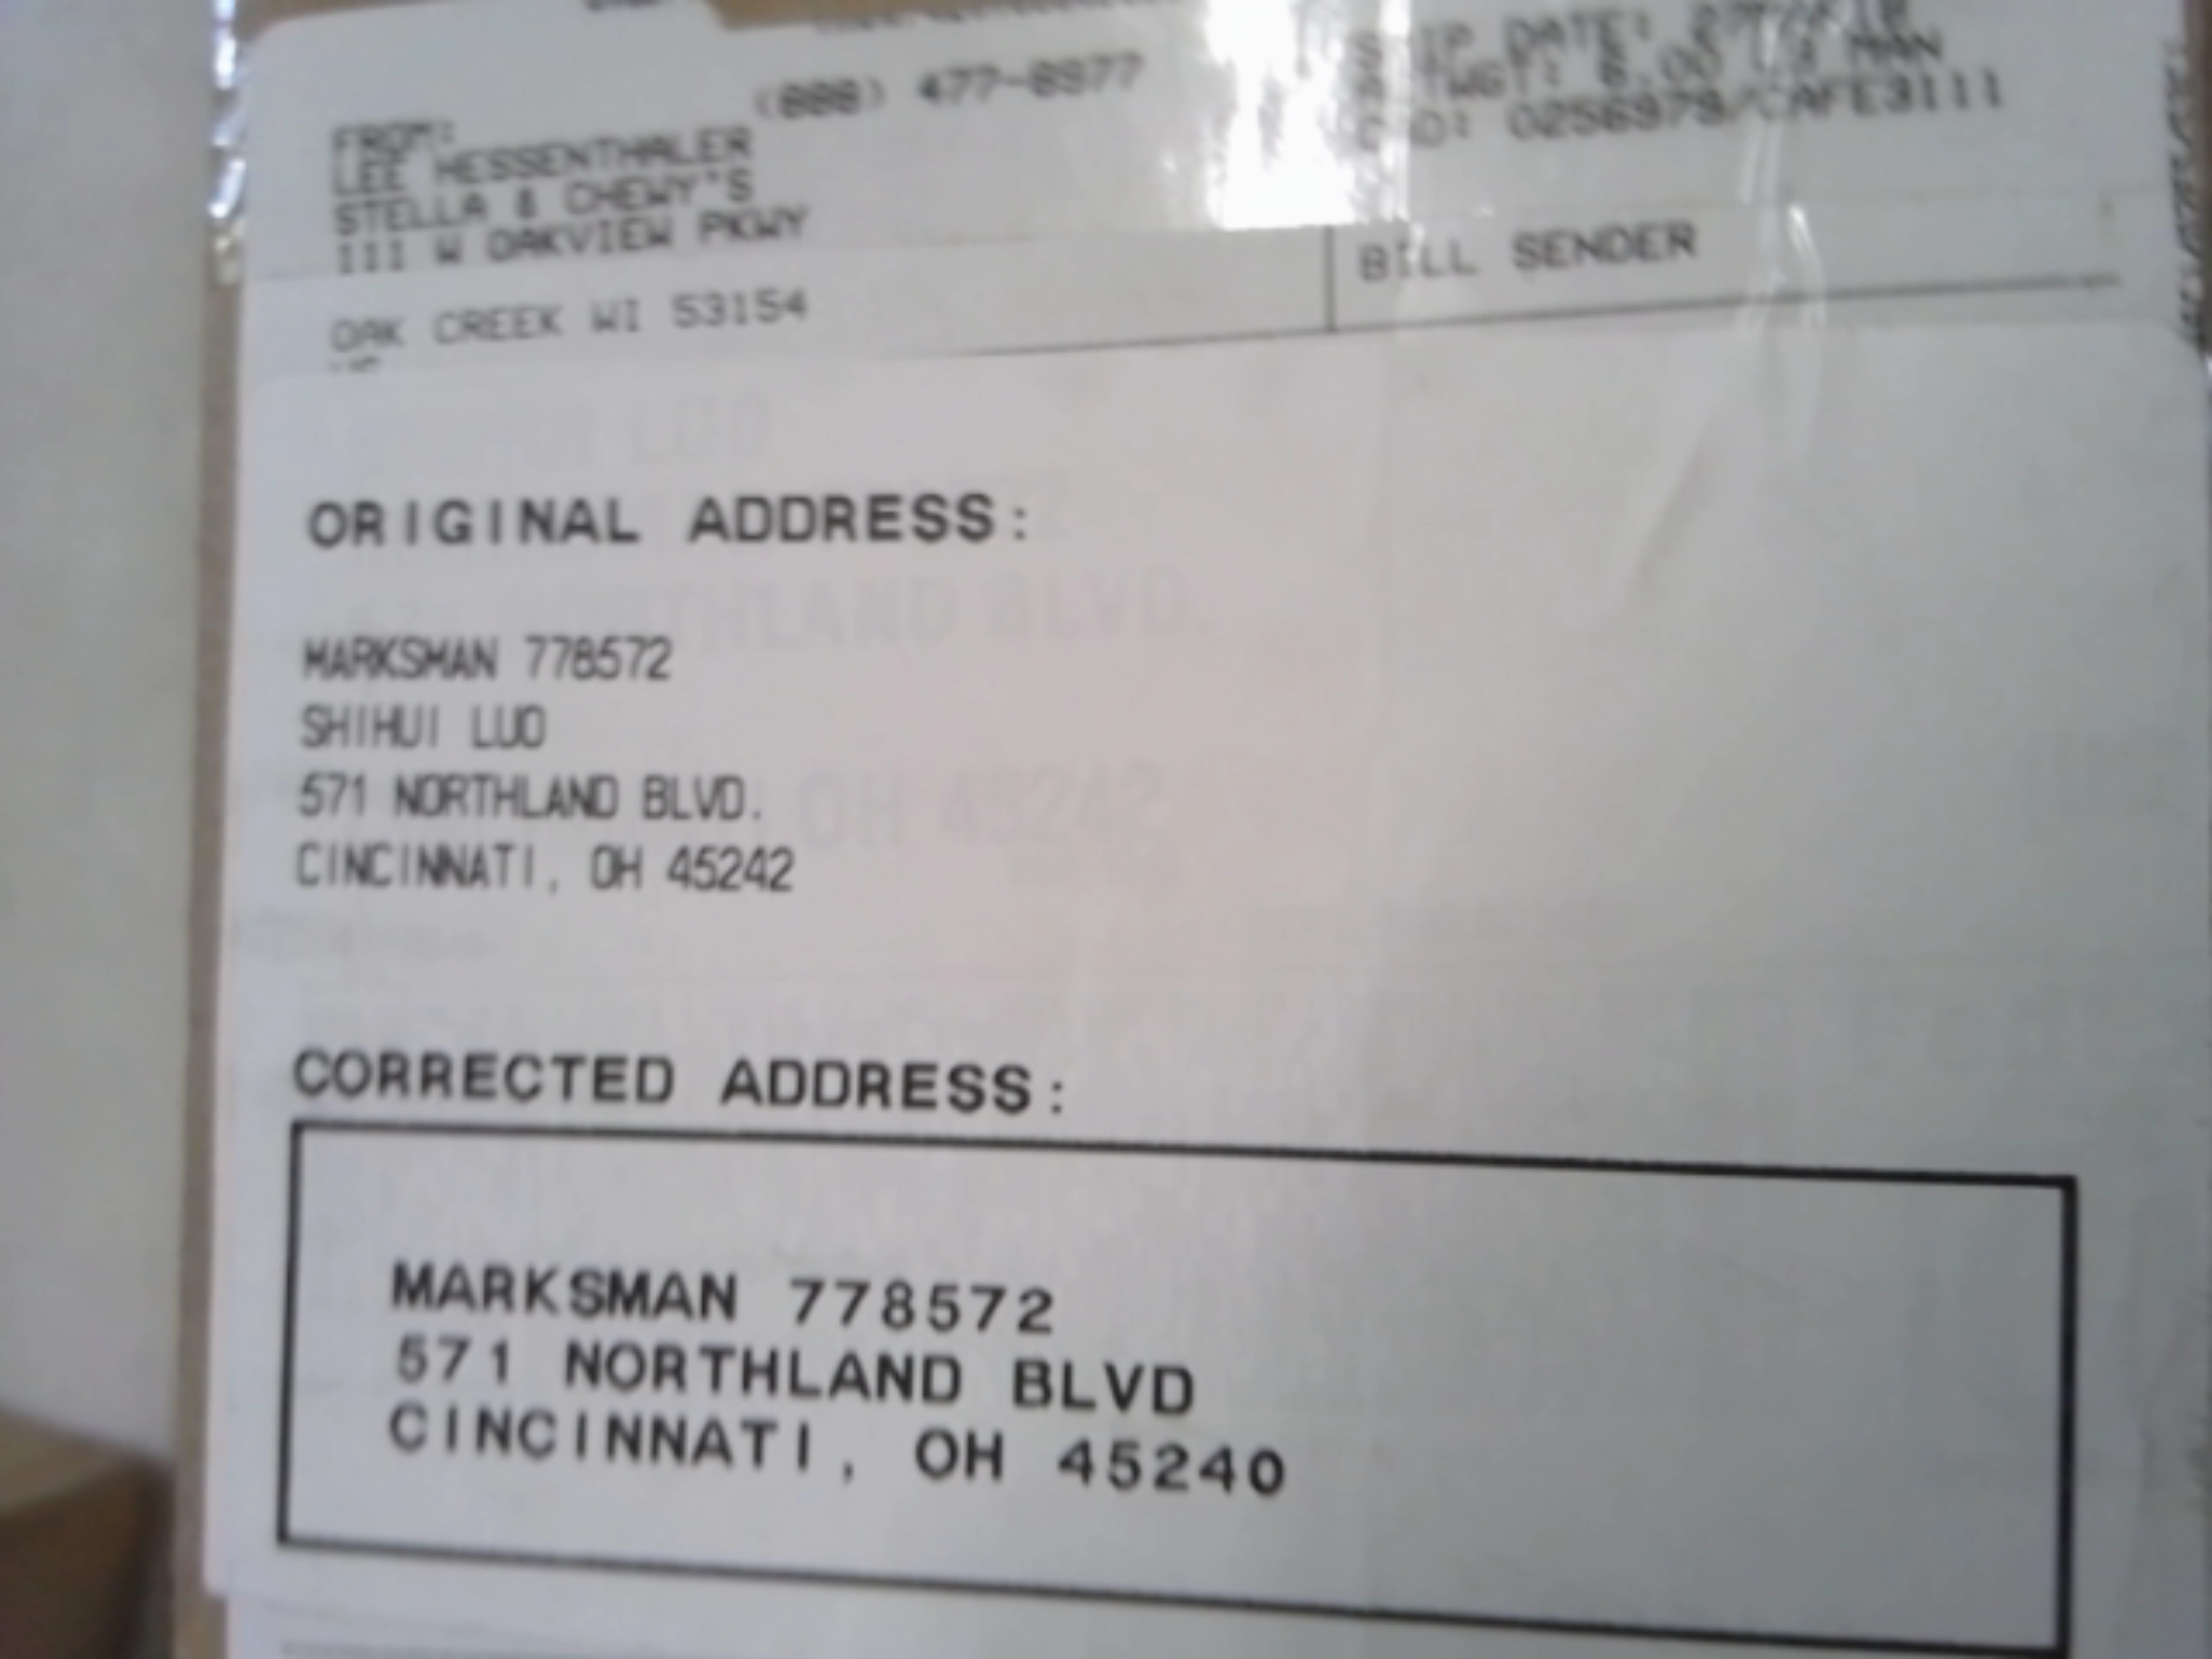 (888) 477-8977
FROM:
LEE HESSENTHALER
STELLA & CHEWY'S
111 W OAKVIEW PKWY
OAK CREEK WI 53154
BILL SENDER
ORIGINAL ADDRESS:
MARKSMAN 778572
SHIHUI LUO
571 NORTHLAND BLVD.
CINCINNATI, OH 45242
CORRECTED ADDRESS:
MARKSMAN 778572
571 NORTHLAND BLVD
CINCINNATI, OH 45240